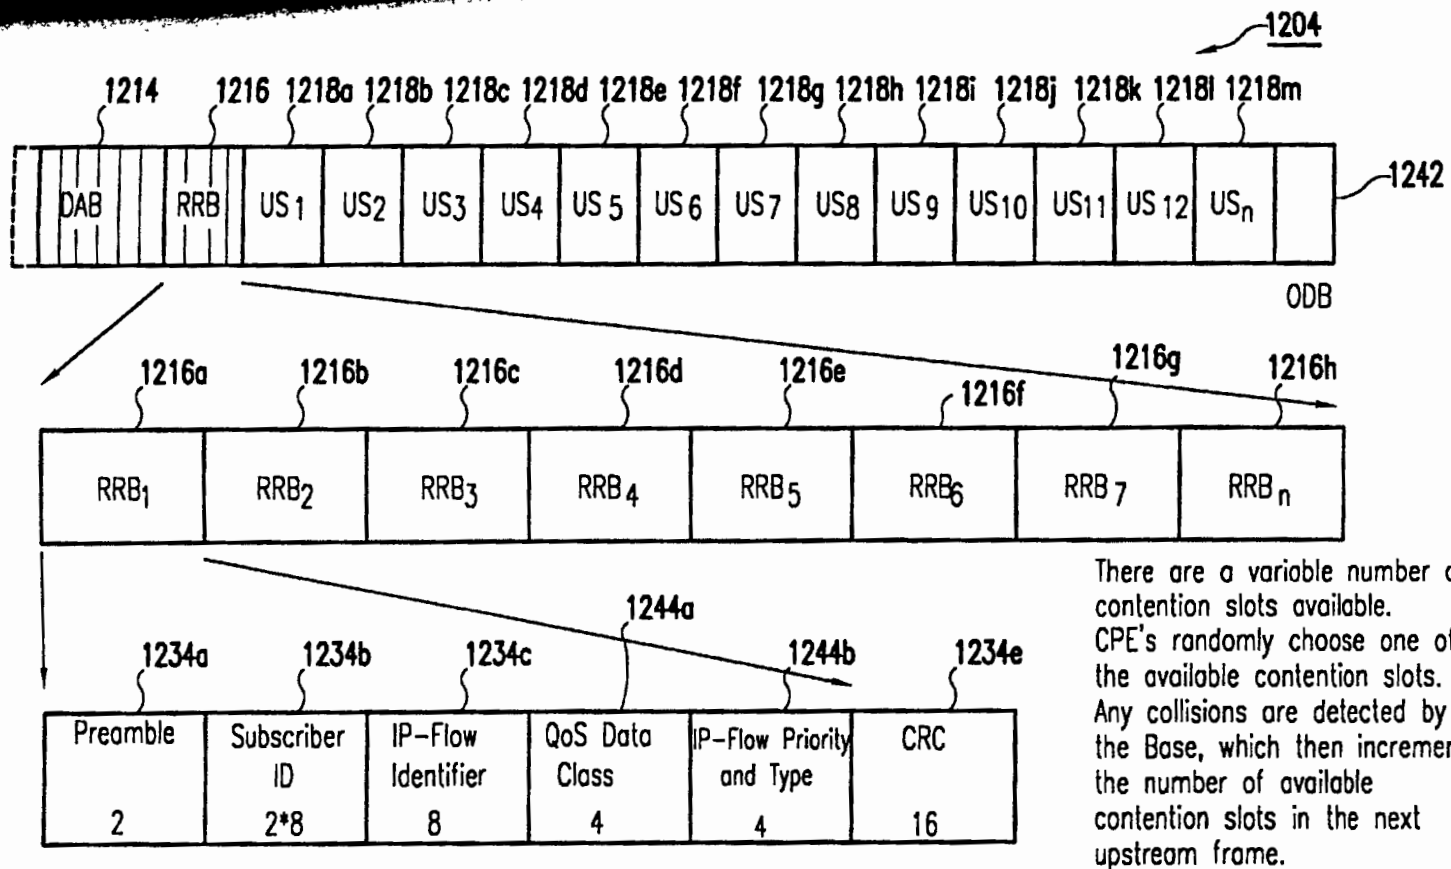 1204
1214 1216 1218a 1218b 1218c 1218d 1218e 1218f 1218g 1218h 1218i 1218j 1218k 1218l 1218m
DAB RRB US1 US2 US3 US4 US5 US6 US7 US8 US9 US10 US11 US12 USn
1242
ODB
1216a 1216b 1216c 1216d 1216e 1216f 1216g 1216h
RRB1 RRB2 RRB3 RRB4 RRB5 RRB6 RRB7 RRBn
1234a 1234b 1234c 1244a 1244b 1234e
Preamble
2
Subscriber
ID
2*8
IP-Flow
Identifier
8
QoS Data
Class
4
IP-Flow Priority
and Type
4
CRC
16
There are a variable number
contention slots available.
CPE's randomly choose one of
the available contention slots.
Any collisions are detected by
the Base, which then incremen
the number of available
contention slots in the next
upstream frame.